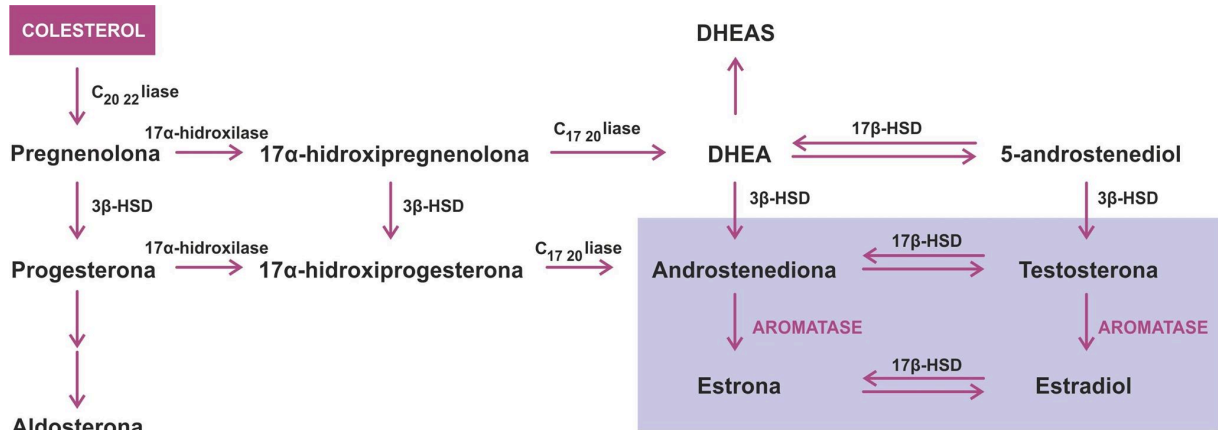 COLESTEROL
DHEAS
C20 22 liase
17α-hidroxilase
C17 20 liase
17β-HSD
Pregnenolona
17α-hidroxipregnenolona
DHEA
5-androstenediol
3β-HSD
3β-HSD
3β-HSD
3β-HSD
17α-hidroxilase
C17 20 liase
17β-HSD
Progesterona
17α-hidroxiprogesterona
Androstenediona
Testosterona
AROMATASE
AROMATASE
17β-HSD
Estrona
Estradiol
Aldosterona